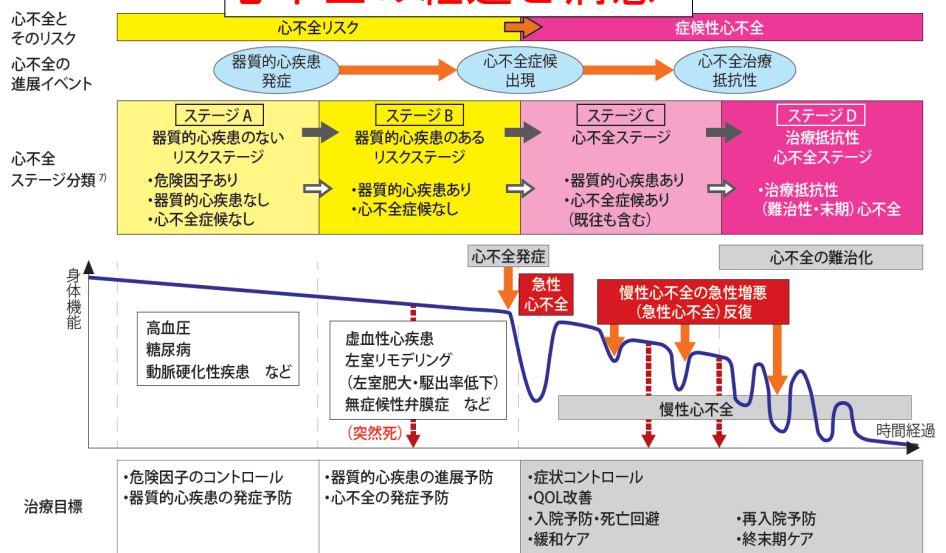 心不全と
そのリスク
心不全リスク
症候性心不全
心不全の
進展イベント
器質的心疾患
発症
心不全症候
出現
心不全治療
抵抗性
心不全
ステージ分類 7)
ステージA
器質的心疾患のない
リスクステージ
・危険因子あり
・器質的心疾患なし
・心不全症候なし
ステージB
器質的心疾患のある
リスクステージ
・器質的心疾患あり
・心不全症候なし
ステージC
心不全ステージ
・器質的心疾患あり
・心不全症候あり
(既往も含む)
ステージD
治療抵抗性
心不全ステージ
・治療抵抗性
(難治性・末期)心不全
身体機能
心不全発症
心不全の難治化
急性
心不全
慢性心不全の急性増悪
(急性心不全)反復
高血圧
糖尿病
動脈硬化性疾患 など
虚血性心疾患
左室リモデリング
(左室肥大・駆出率低下)
無症候性弁膜症 など
(突然死)
慢性心不全
時間経過
治療目標
・危険因子のコントロール
・器質的心疾患の発症予防
・器質的心疾患の進展予防
・心不全の発症予防
・症状コントロール
・QOL改善
・入院予防・死亡回避
・緩和ケア
・再入院予防
・終末期ケア